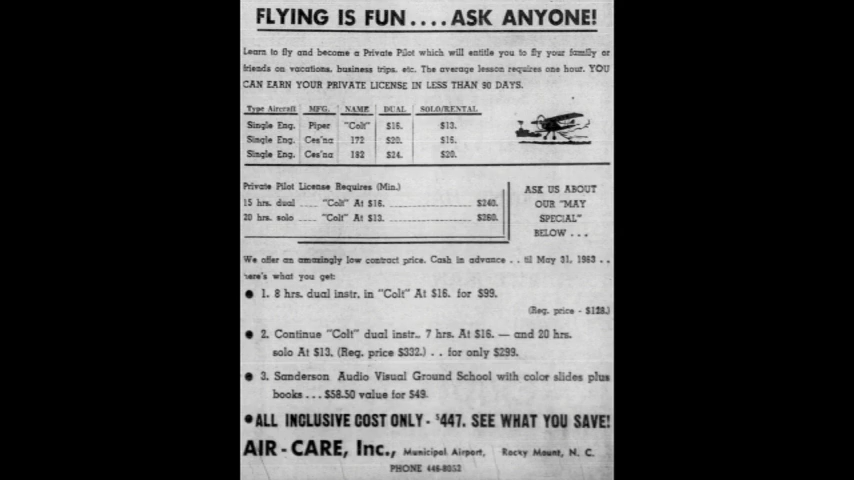 FLYING IS FUN....ASK ANYONE!
Learn to fly and become a Private Pilot which will entitle you to fly your family or
friends on vacations, business trips, etc. The average lesson requires one hour. YOU
CAN EARN YOUR PRIVATE LICENSE IN LESS THAN 90 DAYS.
Type Aircraft MFG. NAME DUAL SOLO/RENTAL
Single Eng. Piper "Colt" $16. $13.
Single Eng. Ces'na 172 $20. $16.
Single Eng. Ces'na 182 $24. $20.
Private Pilot License Requires (Min.)
15 hrs. dual .... "Colt" At $16. .... $240.
20 hrs. solo .... "Colt" At $13. .... $260.
ASK US ABOUT
OUR "MAY
SPECIAL"
BELOW . . .
We offer an amazingly low contract price. Cash in advance . . til May 31, 1963 . .
here's what you get:
● 1. 8 hrs. dual instr. in "Colt" At $16. for $99.
(Reg. price - $128.)
● 2. Continue "Colt" dual instr.. 7 hrs. At $16. — and 20 hrs.
solo At $13. (Reg. price $332.) . . for only $299.
● 3. Sanderson Audio Visual Ground School with color slides plus
books . . . $58.50 value for $49.
●ALL INCLUSIVE COST ONLY - $447. SEE WHAT YOU SAVE!
AIR - CARE, Inc., Municipal Airport, Rocky Mount, N. C.
PHONE 446-8053